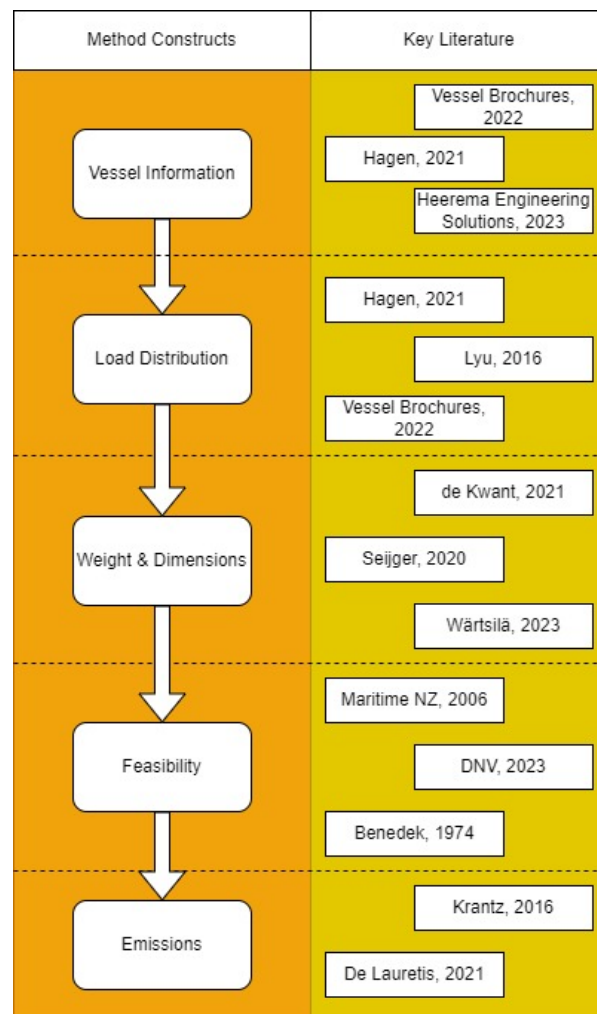 Method Constructs
Key Literature
Vessel Brochures,
2022
Hagen, 2021
Vessel Information
Heerema Engineering
Solutions, 2023
Hagen, 2021
Load Distribution
Lyu, 2016
Vessel Brochures,
2022
de Kwant, 2021
Weight & Dimensions
Seijger, 2020
Wärtsilä, 2023
Maritime NZ, 2006
Feasibility
DNV, 2023
Benedek, 1974
Krantz, 2016
Emissions
De Lauretis, 2021